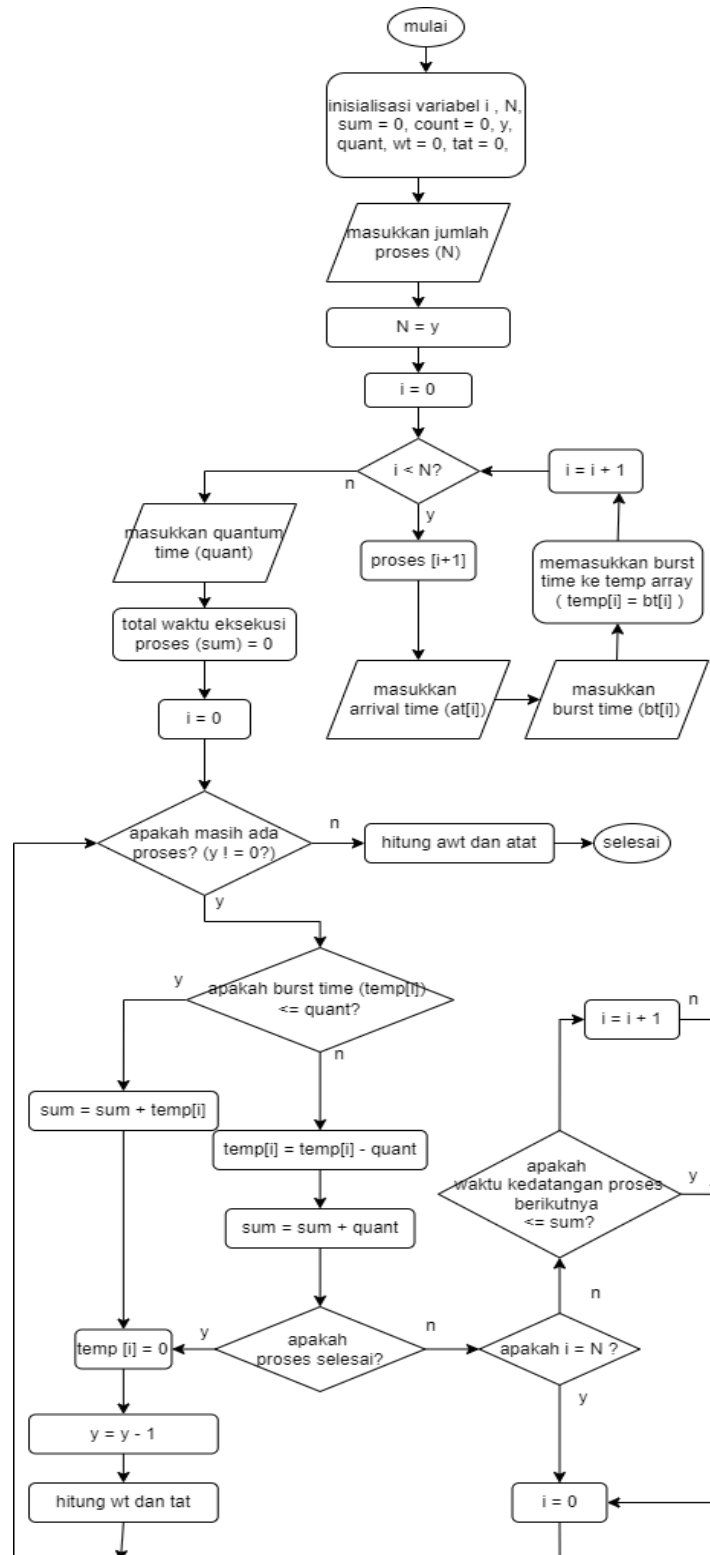 mulai
inisialisasi variabel i , N,
sum = 0, count = 0, y,
quant, wt = 0, tat = 0,
masukkan jumlah
proses (N)
N = y
i = 0
i < N?
n
y
i = i + 1
masukkan quantum
time (quant)
proses [i+1]
memasukkan burst
time ke temp array
( temp[i] = bt[i] )
total waktu eksekusi
proses (sum) = 0
masukkan
arrival time (at[i])
masukkan
burst time (bt[i])
i = 0
apakah masih ada
proses? (y ! = 0?)
n
hitung awt dan atat
selesai
y
apakah burst time (temp[i])
<= quant?
y
n
i = i + 1
n
sum = sum + temp[i]
temp[i] = temp[i] - quant
apakah
waktu kedatangan proses
berikutnya
<= sum?
y
sum = sum + quant
n
temp [i] = 0
y
apakah
proses selesai?
n
apakah i = N ?
y
y = y - 1
hitung wt dan tat
i = 0